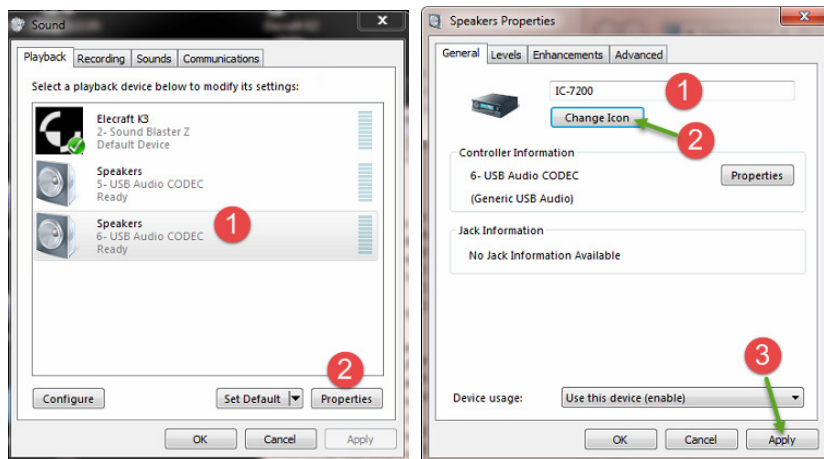 Sound
Playback Recording Sounds Communications
Select a playback device below to modify its settings:
Elecraft K3
2- Sound Blaster Z
Default Device
Speakers
5- USB Audio CODEC
Ready
Speakers
6- USB Audio CODEC
Ready
1
2
Configure Set Default Properties
OK Cancel Apply
Speakers Properties
General Levels Enhancements Advanced
IC-7200
1
Change Icon
2
Controller Information
6- USB Audio CODEC Properties
(Generic USB Audio)
Jack Information
No Jack Information Available
3
Device usage: Use this device (enable)
OK Cancel Apply